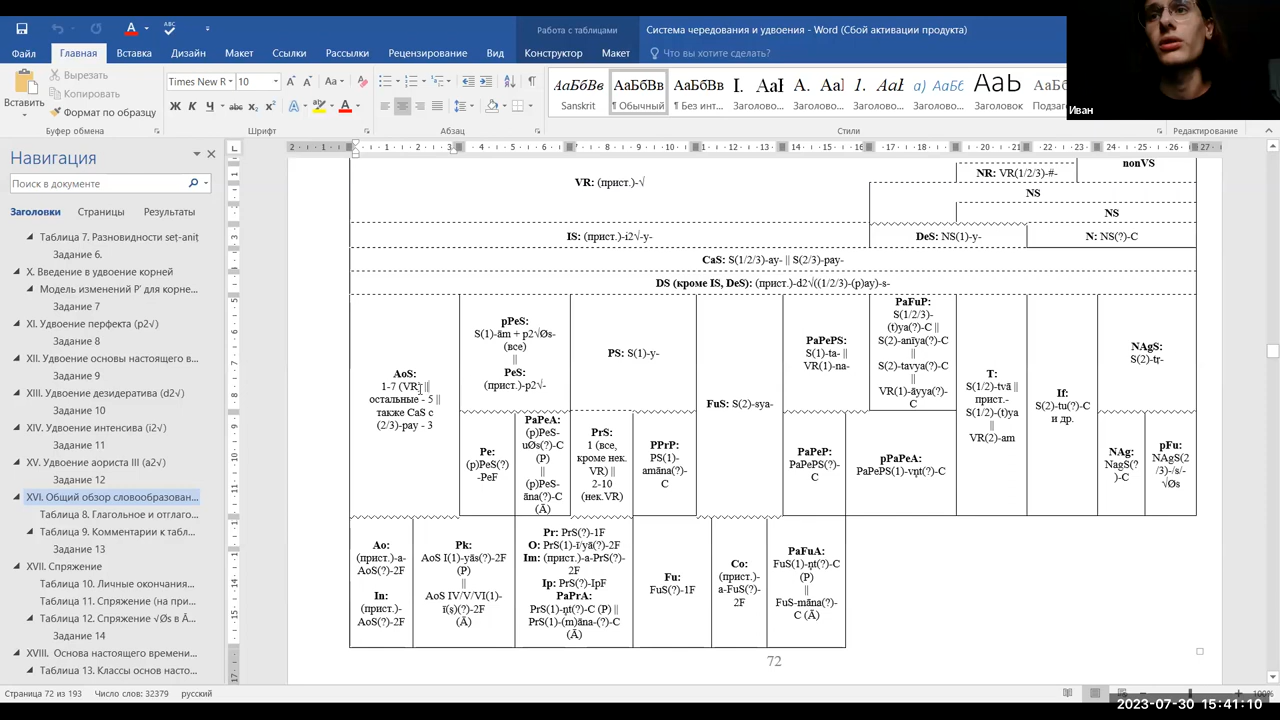 Работа с таблицами
Система чередования и удвоения - Word (Сбой активации продукта)
Файл
Главная
Вставка
Дизайн
Макет
Ссылки
Рассылки
Рецензирование
Вид
Конструктор
Макет
Что вы хотите сделать?
Вставить
Вырезать
Копировать
Формат по образцу
Буфер обмена
Times New R
10
Шрифт
Абзац
АаБбВв
Sanskrit
АаБбВв
¶ Обычный
АаБбВв
¶ Без инт...
Заголово...
Заголово...
Заголово...
Заголово...
Заголовок
Подзаг
Стили
Редактирование
Иван
Навигация
Поиск в документе
Заголовки
Страницы
Результаты
Таблица 7. Разновидности seṭ-aniṭ
Задание 6.
X. Введение в удвоение корней
Модель изменений P' для корне...
Задание 7
XI. Удвоение перфекта (p2√)
Задание 8
XII. Удвоение основы настоящего в...
Задание 9
XIII. Удвоение дезидератива (d2√)
Задание 10
XIV. Удвоение интенсива (i2√)
Задание 11
XV. Удвоение аориста III (a2√)
Задание 12
XVI. Общий обзор словообразован...
Таблица 8. Глагольное и отглаго...
Таблица 9. Комментарии к табл...
Задание 13
XVII. Спряжение
Таблица 10. Личные окончания...
Таблица 11. Спряжение (на при...
Таблица 12. Спряжение √Øs в Ā...
Задание 14
XVIII. Основа настоящего времени...
Таблица 13. Классы основ насто...
nonVS
VR: (прист.)-√
NR: VR(1/2/3)-#-
NS
NS
IS: (прист.)-i2√-y-
DeS: NS(1)-y-
N: NS(?)-C
CaS: S(1/2/3)-ay- || S(2/3)-pay-
DS (кроме IS, DeS): (прист.)-d2√((1/2/3)-(p)ay)-s-
AoS:
1-7 (VR) ||
остальные - 5 ||
также CaS с
(2/3)-pay - 3
pPeS:
S(1)-ām + p2√Øs-
(все)
||
PeS:
(прист.)-p2√-
PS: S(1)-y-
FuS: S(2)-sya-
PaPePS:
S(1)-ta- ||
VR(1)-na-
PaFuP:
S(1/2/3)-
(t)ya(?)-C ||
S(2)-anīya(?)-C
||
S(2)-tavya(?)-C
||
VR(1)-āyya(?)-
C
T:
S(1/2)-tvā ||
прист.-
S(1/2)-(t)ya
||
VR(2)-am
If:
S(2)-tu(?)-C
и др.
NAgS:
S(2)-tṛ-
Pe:
(p)PeS(?)
-PeF
PaPeA:
(p)PeS-
uØs(?)-C
(P)
||
(p)PeS-
āna(?)-C
(Ā)
PrS:
1 (все,
кроме нек.
VR) ||
2-10
(нек.VR)
PPrP:
PS(1)-
amāna(?)-
C
PaPeP:
PaPePS(?)-
C
pPaPeA:
PaPePS(1)-vn̥t(?)-C
NAg:
NAgS(?
)-C
pFu:
NAgS(2
/3)-/s/-
√Øs
Ao:
(прист.)-a-
AoS(?)-2F
In:
(прист.)-
AoS(?)-2F
Pk:
AoS I(1)-yās(?)-2F
(P)
||
AoS IV/V/VI(1)-
ī(ṣ)(?)-2F
(Ā)
Pr: PrS(?)-1F
O: PrS(1)-ī/yā(?)-2F
Im: (прист.)-a-PrS(?)-
2F
Ip: PrS(?)-IpF
PaPrA:
PrS(1)-n̥t(?)-C (P) ||
PrS(1)-(m)āna-(?)-C
(Ā)
Fu:
FuS(?)-1F
Co:
(прист.)-
a-FuS(?)-
2F
PaFuA:
FuS(1)-n̥t(?)-C
(P)
||
FuS-māna(?)-
C (Ā)
72
Страница 72 из 193
Число слов: 32379
русский
100%
2023-07-30 15:41:10